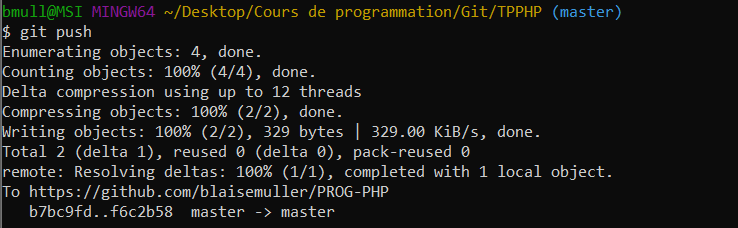 bmull@MSI MINGW64 ~/Desktop/Cours de programmation/Git/TPPHP (master)
$ git push
Enumerating objects: 4, done.
Counting objects: 100% (4/4), done.
Delta compression using up to 12 threads
Compressing objects: 100% (2/2), done.
Writing objects: 100% (2/2), 329 bytes | 329.00 KiB/s, done.
Total 2 (delta 1), reused 0 (delta 0), pack-reused 0
remote: Resolving deltas: 100% (1/1), completed with 1 local object.
To https://github.com/blaisemuller/PROG-PHP
   b7bc9fd..f6c2b58  master -> master